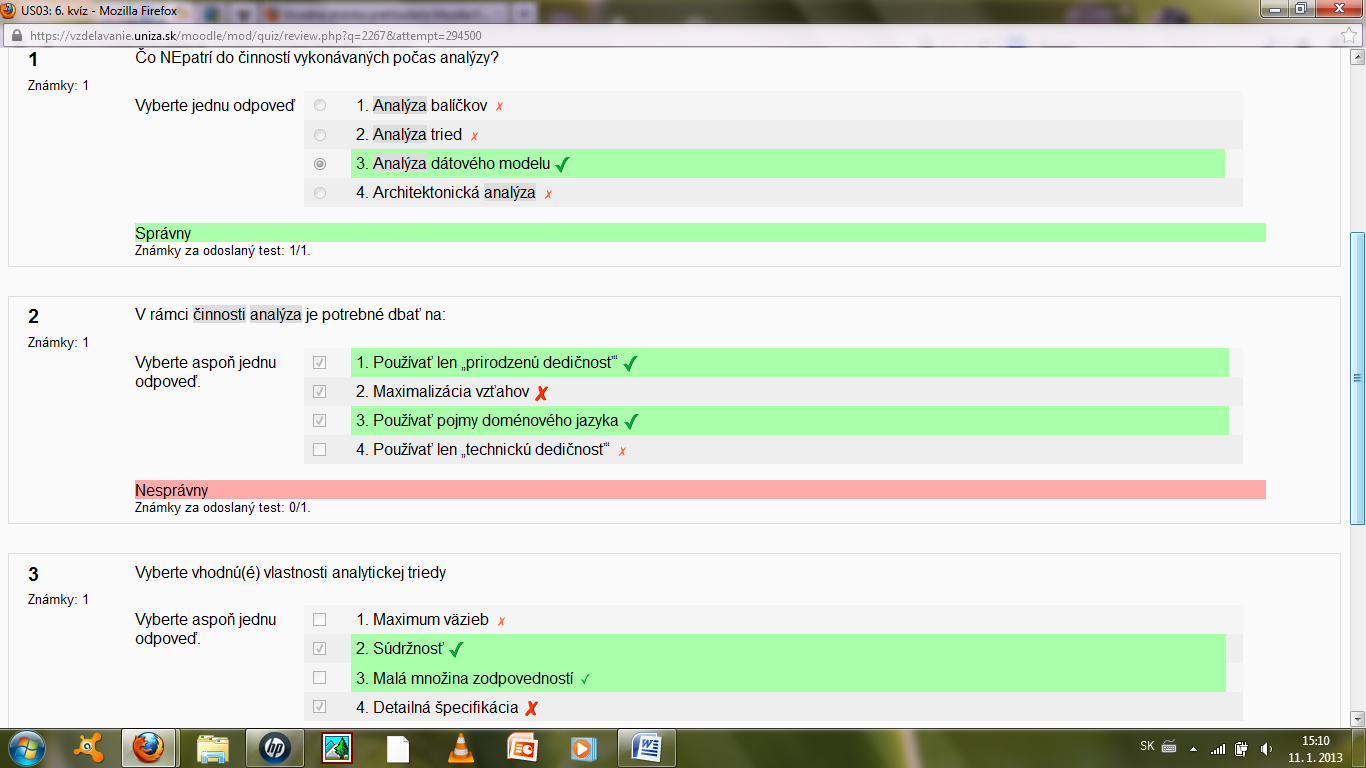 US03: 6. kvíz - Mozilla Firefox
https://vzdelavanie.uniza.sk/moodle/mod/quiz/review.php?q=2267&attempt=294500
1
Čo NEpatrí do činností vykonávaných počas analýzy?
Známky: 1
Vyberte jednu odpoveď
1. Analýza balíčkov ✗
2. Analýza tried ✗
3. Analýza dátového modelu ✓
4. Architektonická analýza ✗
Správny
Známky za odoslaný test: 1/1.
2
V rámci činnosti analýza je potrebné dbať na:
Známky: 1
Vyberte aspoň jednu odpoveď.
1. Používať len „prirodzenú dedičnosť”“ ✓
2. Maximalizácia vzťahov ✗
3. Používať pojmy doménového jazyka ✓
4. Používať len „technickú dedičnosť”“ ✗
Nesprávny
Známky za odoslaný test: 0/1.
3
Vyberte vhodnú(é) vlastnosti analytickej triedy
Známky: 1
Vyberte aspoň jednu odpoveď.
1. Maximum väzieb ✗
2. Súdržnosť ✓
3. Malá množina zodpovedností ✓
4. Detailná špecifikácia ✗
SK
15:10
11. 1. 2013